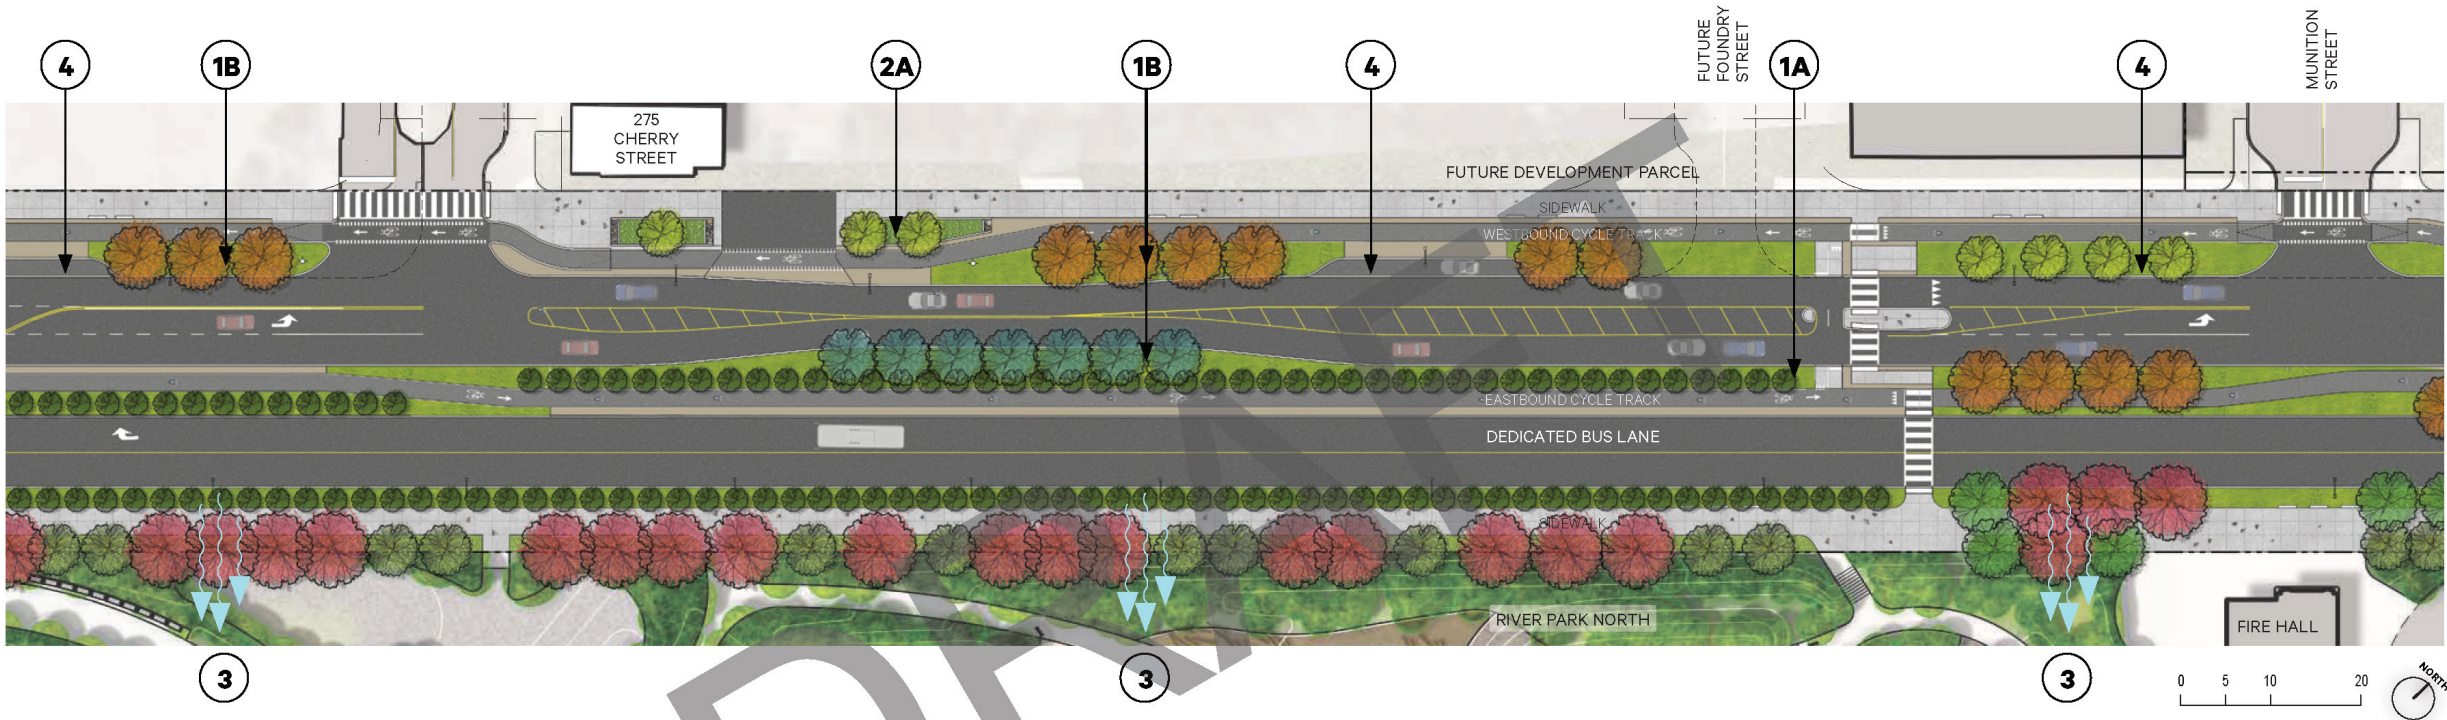 4
1B
2A
1B
4
FUTURE
FOUNDRY
STREET
1A
4
MUNITION
STREET
275
CHERRY
STREET
FUTURE DEVELOPMENT PARCEL
SIDEWALK
WESTBOUND CYCLE TRACK
EASTBOUND CYCLE TRACK
DEDICATED BUS LANE
SIDEWALK
RIVER PARK NORTH
FIRE HALL
DRAFT
3
3
3
0 5 10 20
NORTH